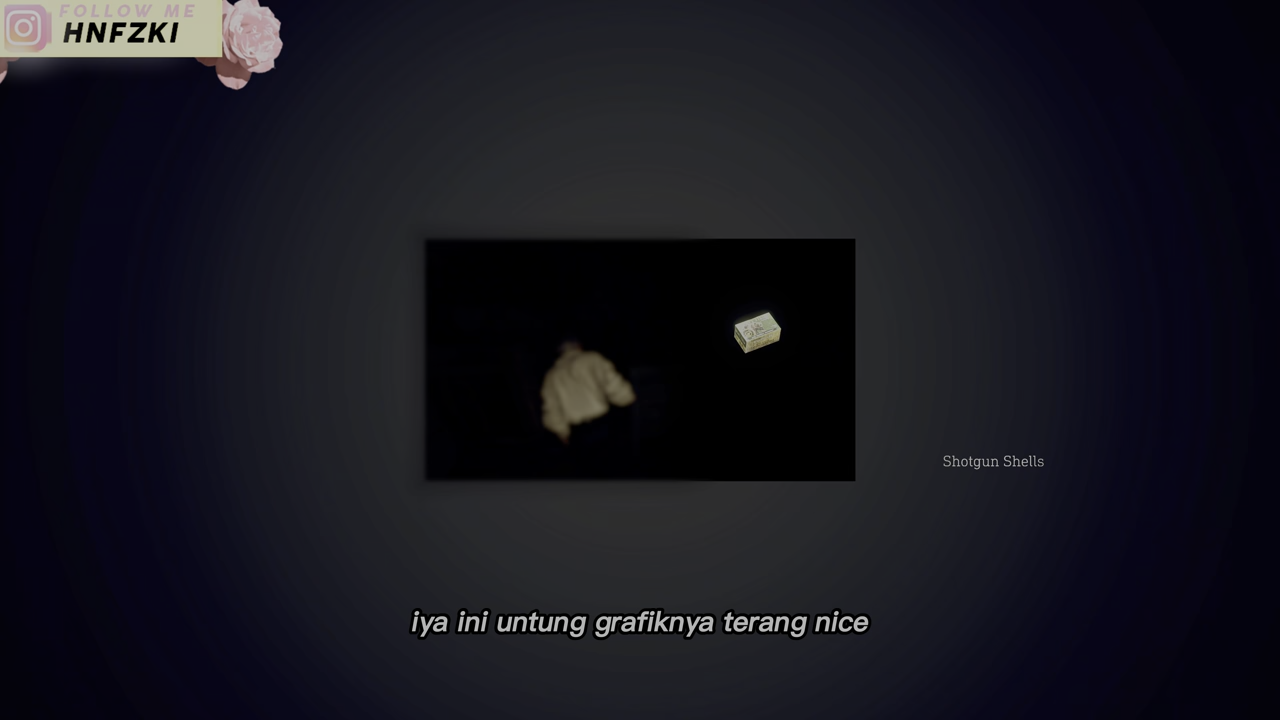 FOLLOW ME
HNFZKI
Shotgun Shells
iya ini untung grafiknya terang nice